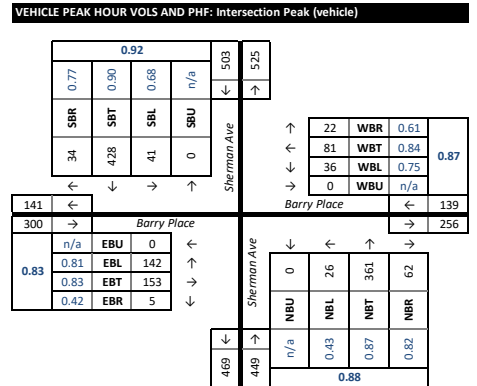 VEHICLE PEAK HOUR VOLS AND PHF: Intersection Peak (vehicle)
0.92
503 525
0.77 0.90 0.68 n/a
↓ ↑
SBR SBT SBL SBU
34 428 41 0
Sherman Ave
↑ 22 WBR 0.61
← 81 WBT 0.84
↓ 36 WBL 0.75
→ 0 WBU n/a
0.87
← ↓ → ↑
141 ← Barry Place ← 139
300 → Barry Place → 256
n/a EBU 0 ←
0.81 EBL 142 ↑
0.83 EBT 153 →
0.42 EBR 5 ↓
0.83
Sherman Ave
↓ ← ↑ →
0 26 361 62
NBU NBL NBT NBR
↓ ↑
n/a 0.43 0.87 0.82
469 449
0.88